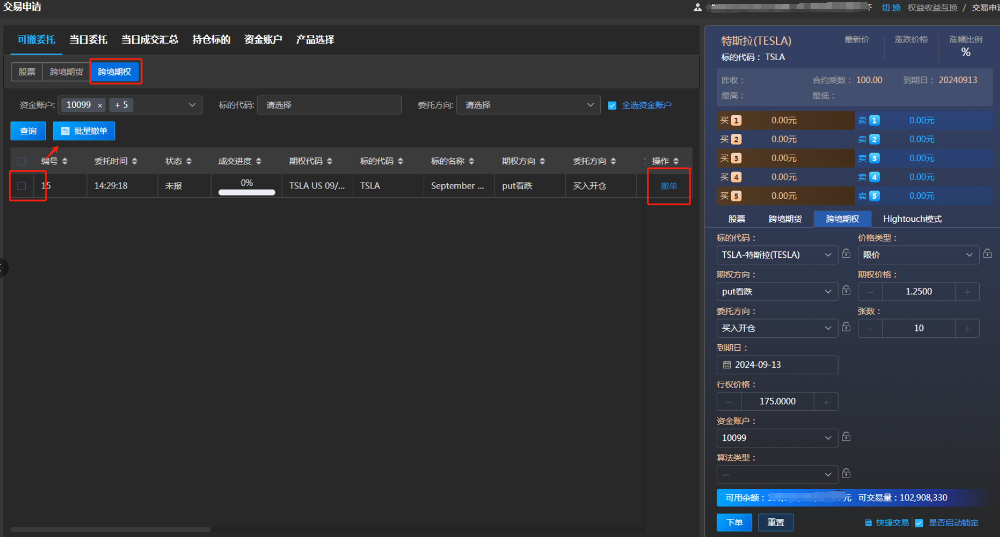 交易申请
切 换 权益收益互换 / 交易申请
可撤委托 当日委托 当日成交汇总 持仓标的 资金账户 产品选择
股票 跨境期货 跨境期权
资金账户: 10099 × + 5 标的代码: 请选择 委托方向: 请选择 全选资金账户
查询 批量撤单
编号 委托时间 状态 成交进度 期权代码 标的代码 标的名称 期权方向 委托方向 操作
15 14:29:18 未报 0% TSLA US 09/... TSLA September ... put看跌 买入开仓 撤单
特斯拉(TESLA) 最新价 涨跌价格 涨幅比例
标的代码： TSLA %
昨收： 合约乘数： 100.00 到期日： 20240913
最高： 最低：
买 1 0.00元 卖 1 0.00元
买 2 0.00元 卖 2 0.00元
买 3 0.00元 卖 3 0.00元
买 4 0.00元 卖 4 0.00元
买 5 0.00元 卖 5 0.00元
股票 跨境期货 跨境期权 Hightouch模式
标的代码： 价格类型：
TSLA-特斯拉(TESLA) 限价
期权方向： 期权价格：
put看跌 − 1.2500 +
委托方向： 张数：
买入开仓 − 10 +
到期日：
2024-09-13
行权价格：
− 175.0000 +
资金账户：
10099
算法类型：
--
可用余额： 元 可交易量：102,908,330
下单 重置 快捷交易 是否启动锁定